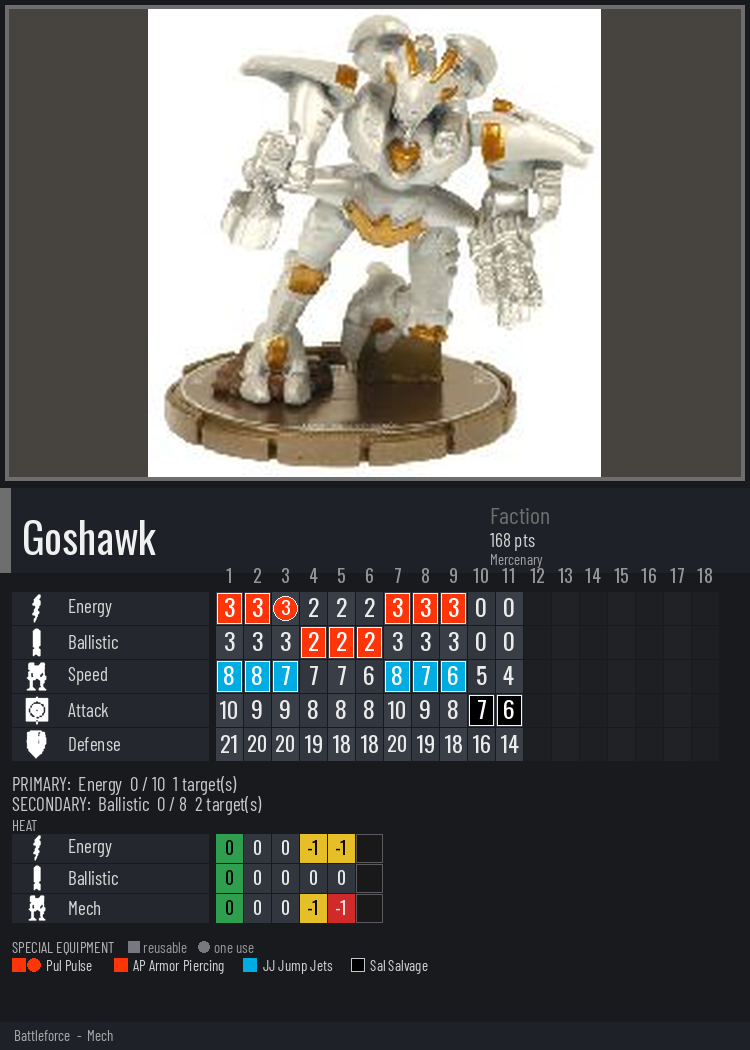 Goshawk
Faction
168 pts
Mercenary
1 2 3 4 5 6 7 8 9 10 11 12 13 14 15 16 17 18
Energy 3 3 3 2 2 2 3 3 3 0 0
Ballistic 3 3 3 2 2 2 3 3 3 0 0
Speed 8 8 7 7 7 6 8 7 6 5 4
Attack 10 9 9 8 8 8 10 9 8 7 6
Defense 21 20 20 19 18 18 20 19 18 16 14
PRIMARY: Energy 0 / 10 1 target(s)
SECONDARY: Ballistic 0 / 8 2 target(s)
HEAT
Energy 0 0 0 -1 -1
Ballistic 0 0 0 0 0
Mech 0 0 0 -1 -1
SPECIAL EQUIPMENT reusable one use
Pul Pulse AP Armor Piercing JJ Jump Jets Sal Salvage
Battleforce - Mech